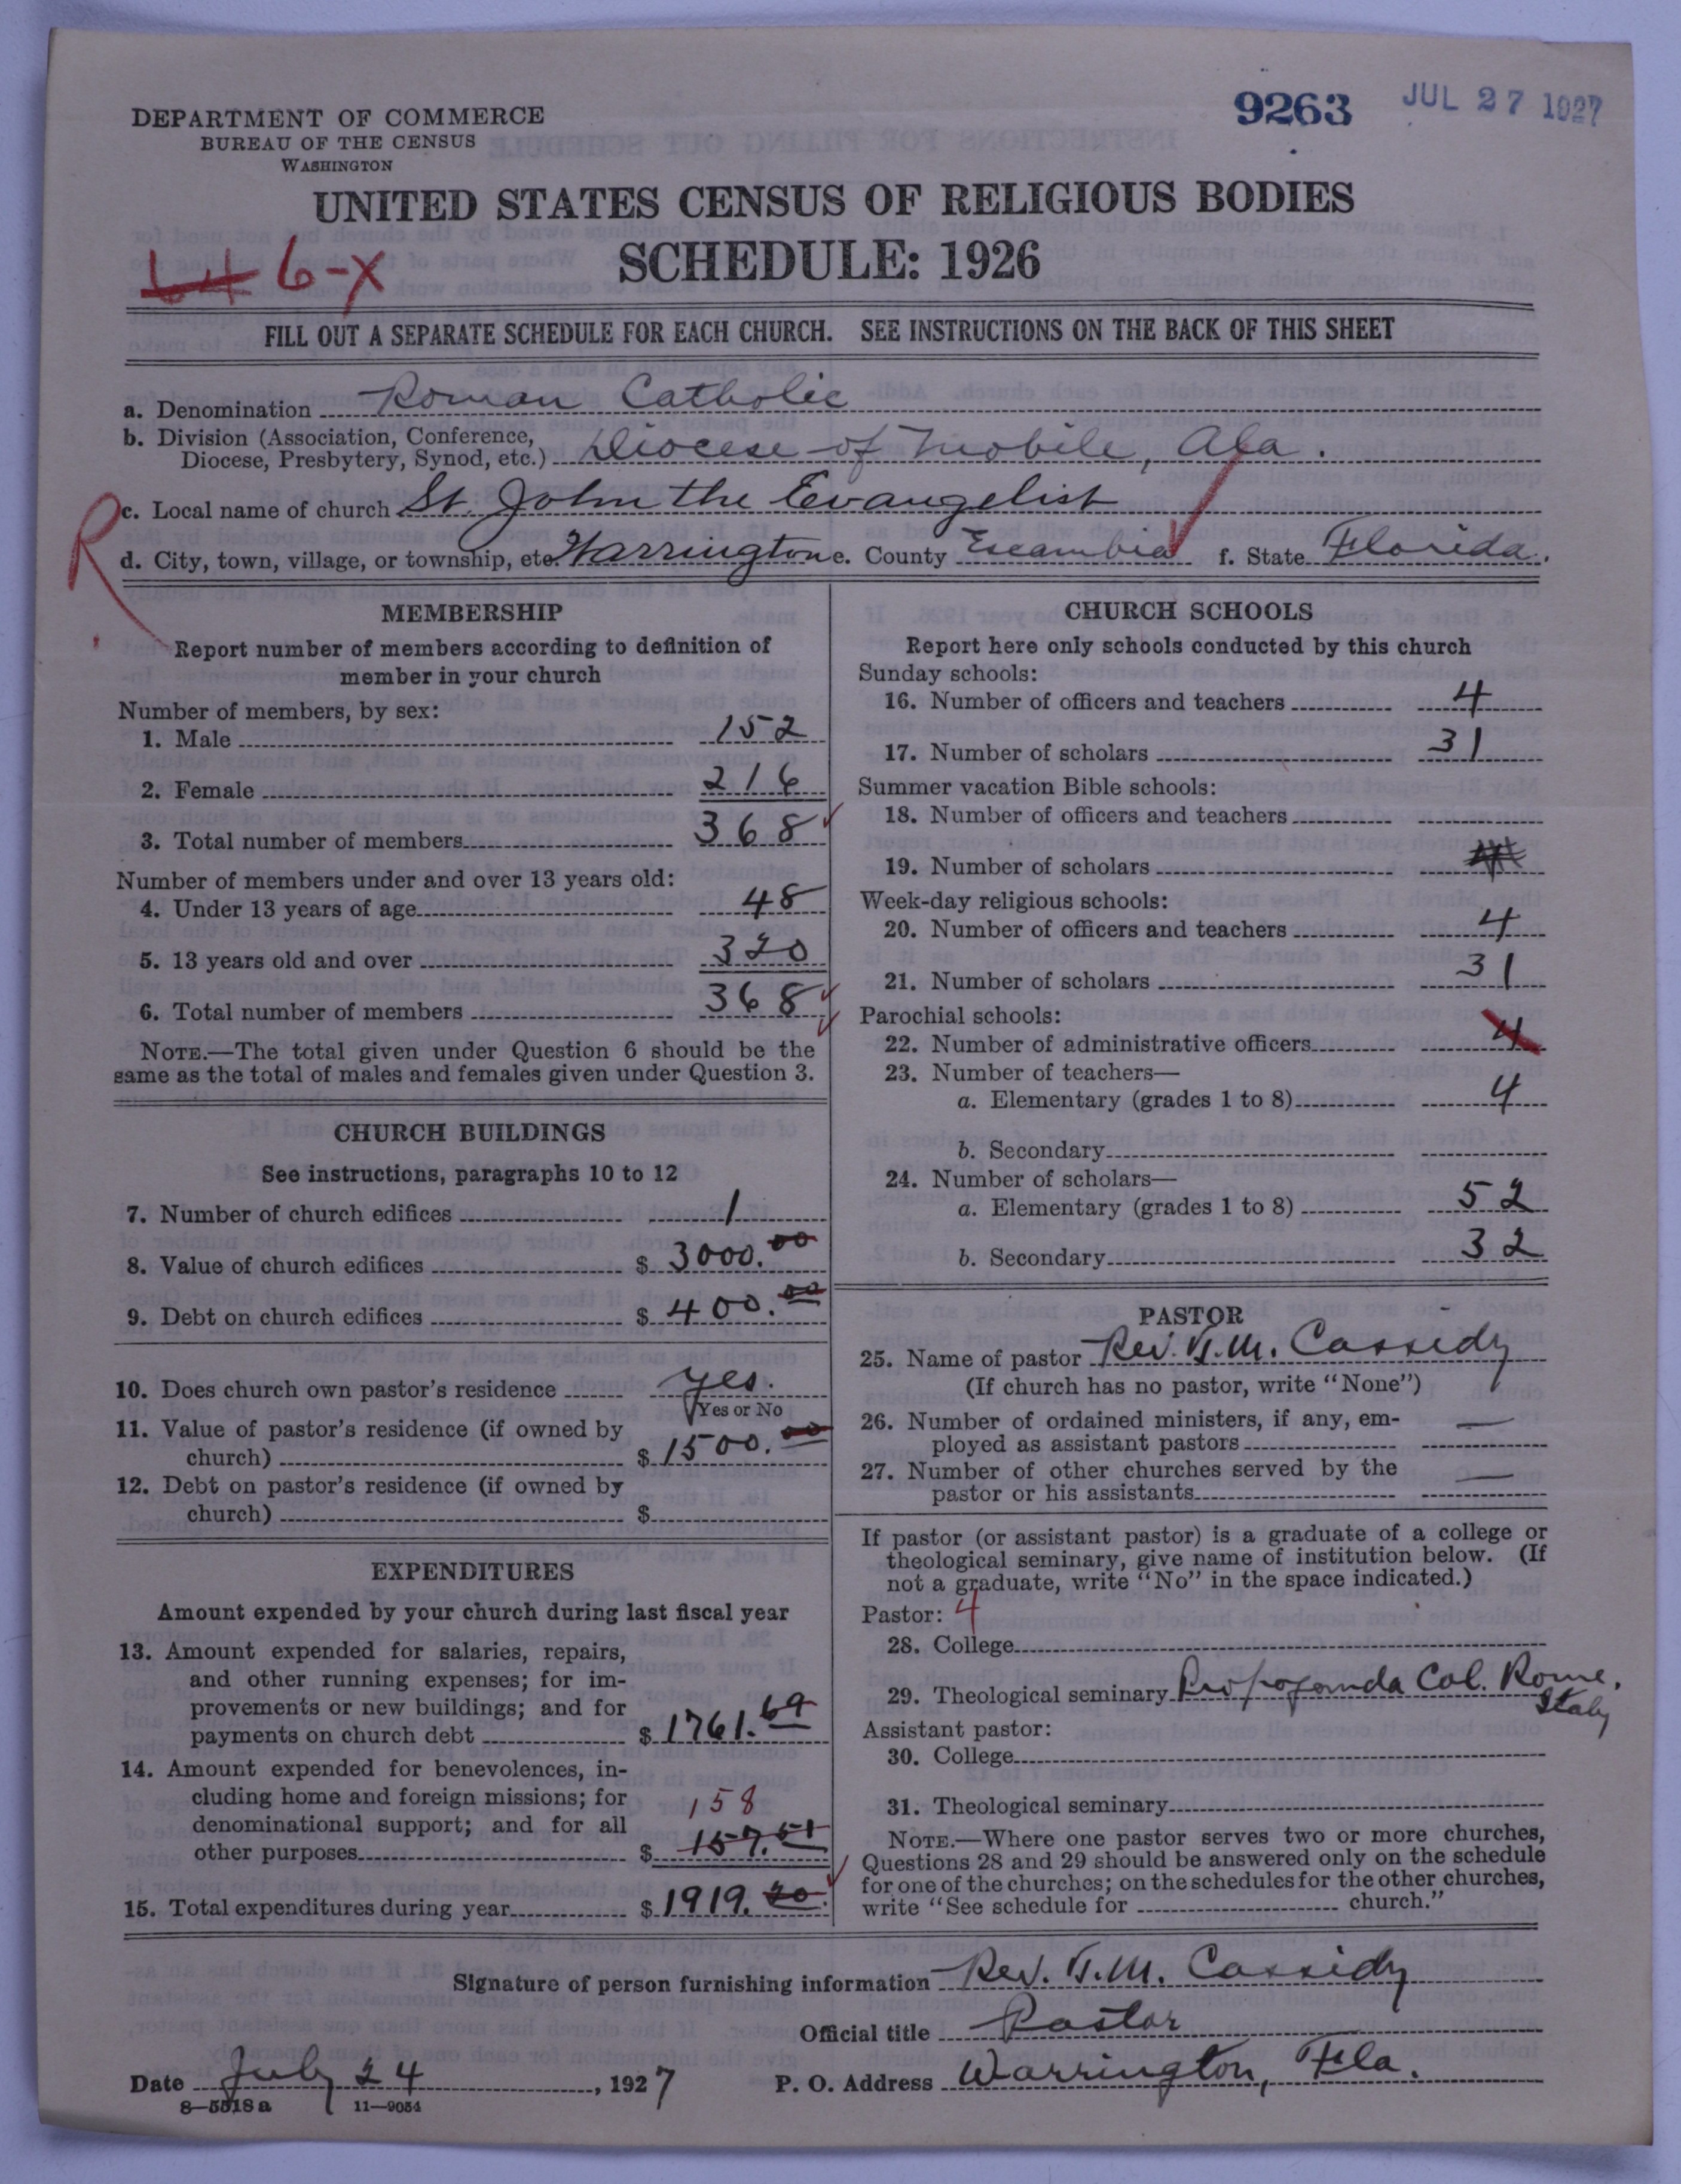 DEPARTMENT OF COMMERCE
BUREAU OF THE CENSUS
WASHINGTON
9263 JUL 27 1927
UNITED STATES CENSUS OF RELIGIOUS BODIES
SCHEDULE: 1926
6-X
FILL OUT A SEPARATE SCHEDULE FOR EACH CHURCH. SEE INSTRUCTIONS ON THE BACK OF THIS SHEET
a. Denomination Roman Catholic
b. Division (Association, Conference,
Diocese, Presbytery, Synod, etc.) Diocese of Mobile, Ala.
R
c. Local name of church St. John the Evangelist
d. City, town, village, or township, etc. Warrington e. County Escambia f. State Florida.
MEMBERSHIP
Report number of members according to definition of
member in your church
Number of members, by sex:
1. Male 152
2. Female 216
3. Total number of members 368
Number of members under and over 13 years old:
4. Under 13 years of age 48
5. 13 years old and over 320
6. Total number of members 368
NOTE.—The total given under Question 6 should be the
same as the total of males and females given under Question 3.
CHURCH BUILDINGS
See instructions, paragraphs 10 to 12
7. Number of church edifices 1
8. Value of church edifices $ 3000.00
9. Debt on church edifices $ 400.00
10. Does church own pastor's residence yes.
Yes or No
11. Value of pastor's residence (if owned by
church) $ 1500.00
12. Debt on pastor's residence (if owned by
church) $
EXPENDITURES
Amount expended by your church during last fiscal year
13. Amount expended for salaries, repairs,
and other running expenses; for im-
provements or new buildings; and for
payments on church debt $ 1761.69
14. Amount expended for benevolences, in-
cluding home and foreign missions; for
158
denominational support; and for all
other purposes $ 157.51
15. Total expenditures during year $ 1919.20
CHURCH SCHOOLS
Report here only schools conducted by this church
Sunday schools:
16. Number of officers and teachers 4
17. Number of scholars 31
Summer vacation Bible schools:
18. Number of officers and teachers
19. Number of scholars
Week-day religious schools:
20. Number of officers and teachers 4
21. Number of scholars 31
Parochial schools:
22. Number of administrative officers 4
23. Number of teachers—
a. Elementary (grades 1 to 8) 4
b. Secondary
24. Number of scholars—
a. Elementary (grades 1 to 8) 52
b. Secondary 32
PASTOR
25. Name of pastor Rev. T.M. Cassidy
(If church has no pastor, write "None")
26. Number of ordained ministers, if any, em-
ployed as assistant pastors —
27. Number of other churches served by the
pastor or his assistants —
If pastor (or assistant pastor) is a graduate of a college or
theological seminary, give name of institution below. (If
not a graduate, write "No" in the space indicated.)
Pastor: 4
28. College
29. Theological seminary Propoganda Col. Rome,
Italy
Assistant pastor:
30. College
31. Theological seminary
NOTE.—Where one pastor serves two or more churches,
Questions 28 and 29 should be answered only on the schedule
for one of the churches; on the schedules for the other churches,
write "See schedule for church."
Signature of person furnishing information Rev. T.M. Cassidy
Official title Pastor
Date July 24, 1927 P. O. Address Warrington, Fla.
8—5518a 11—9054